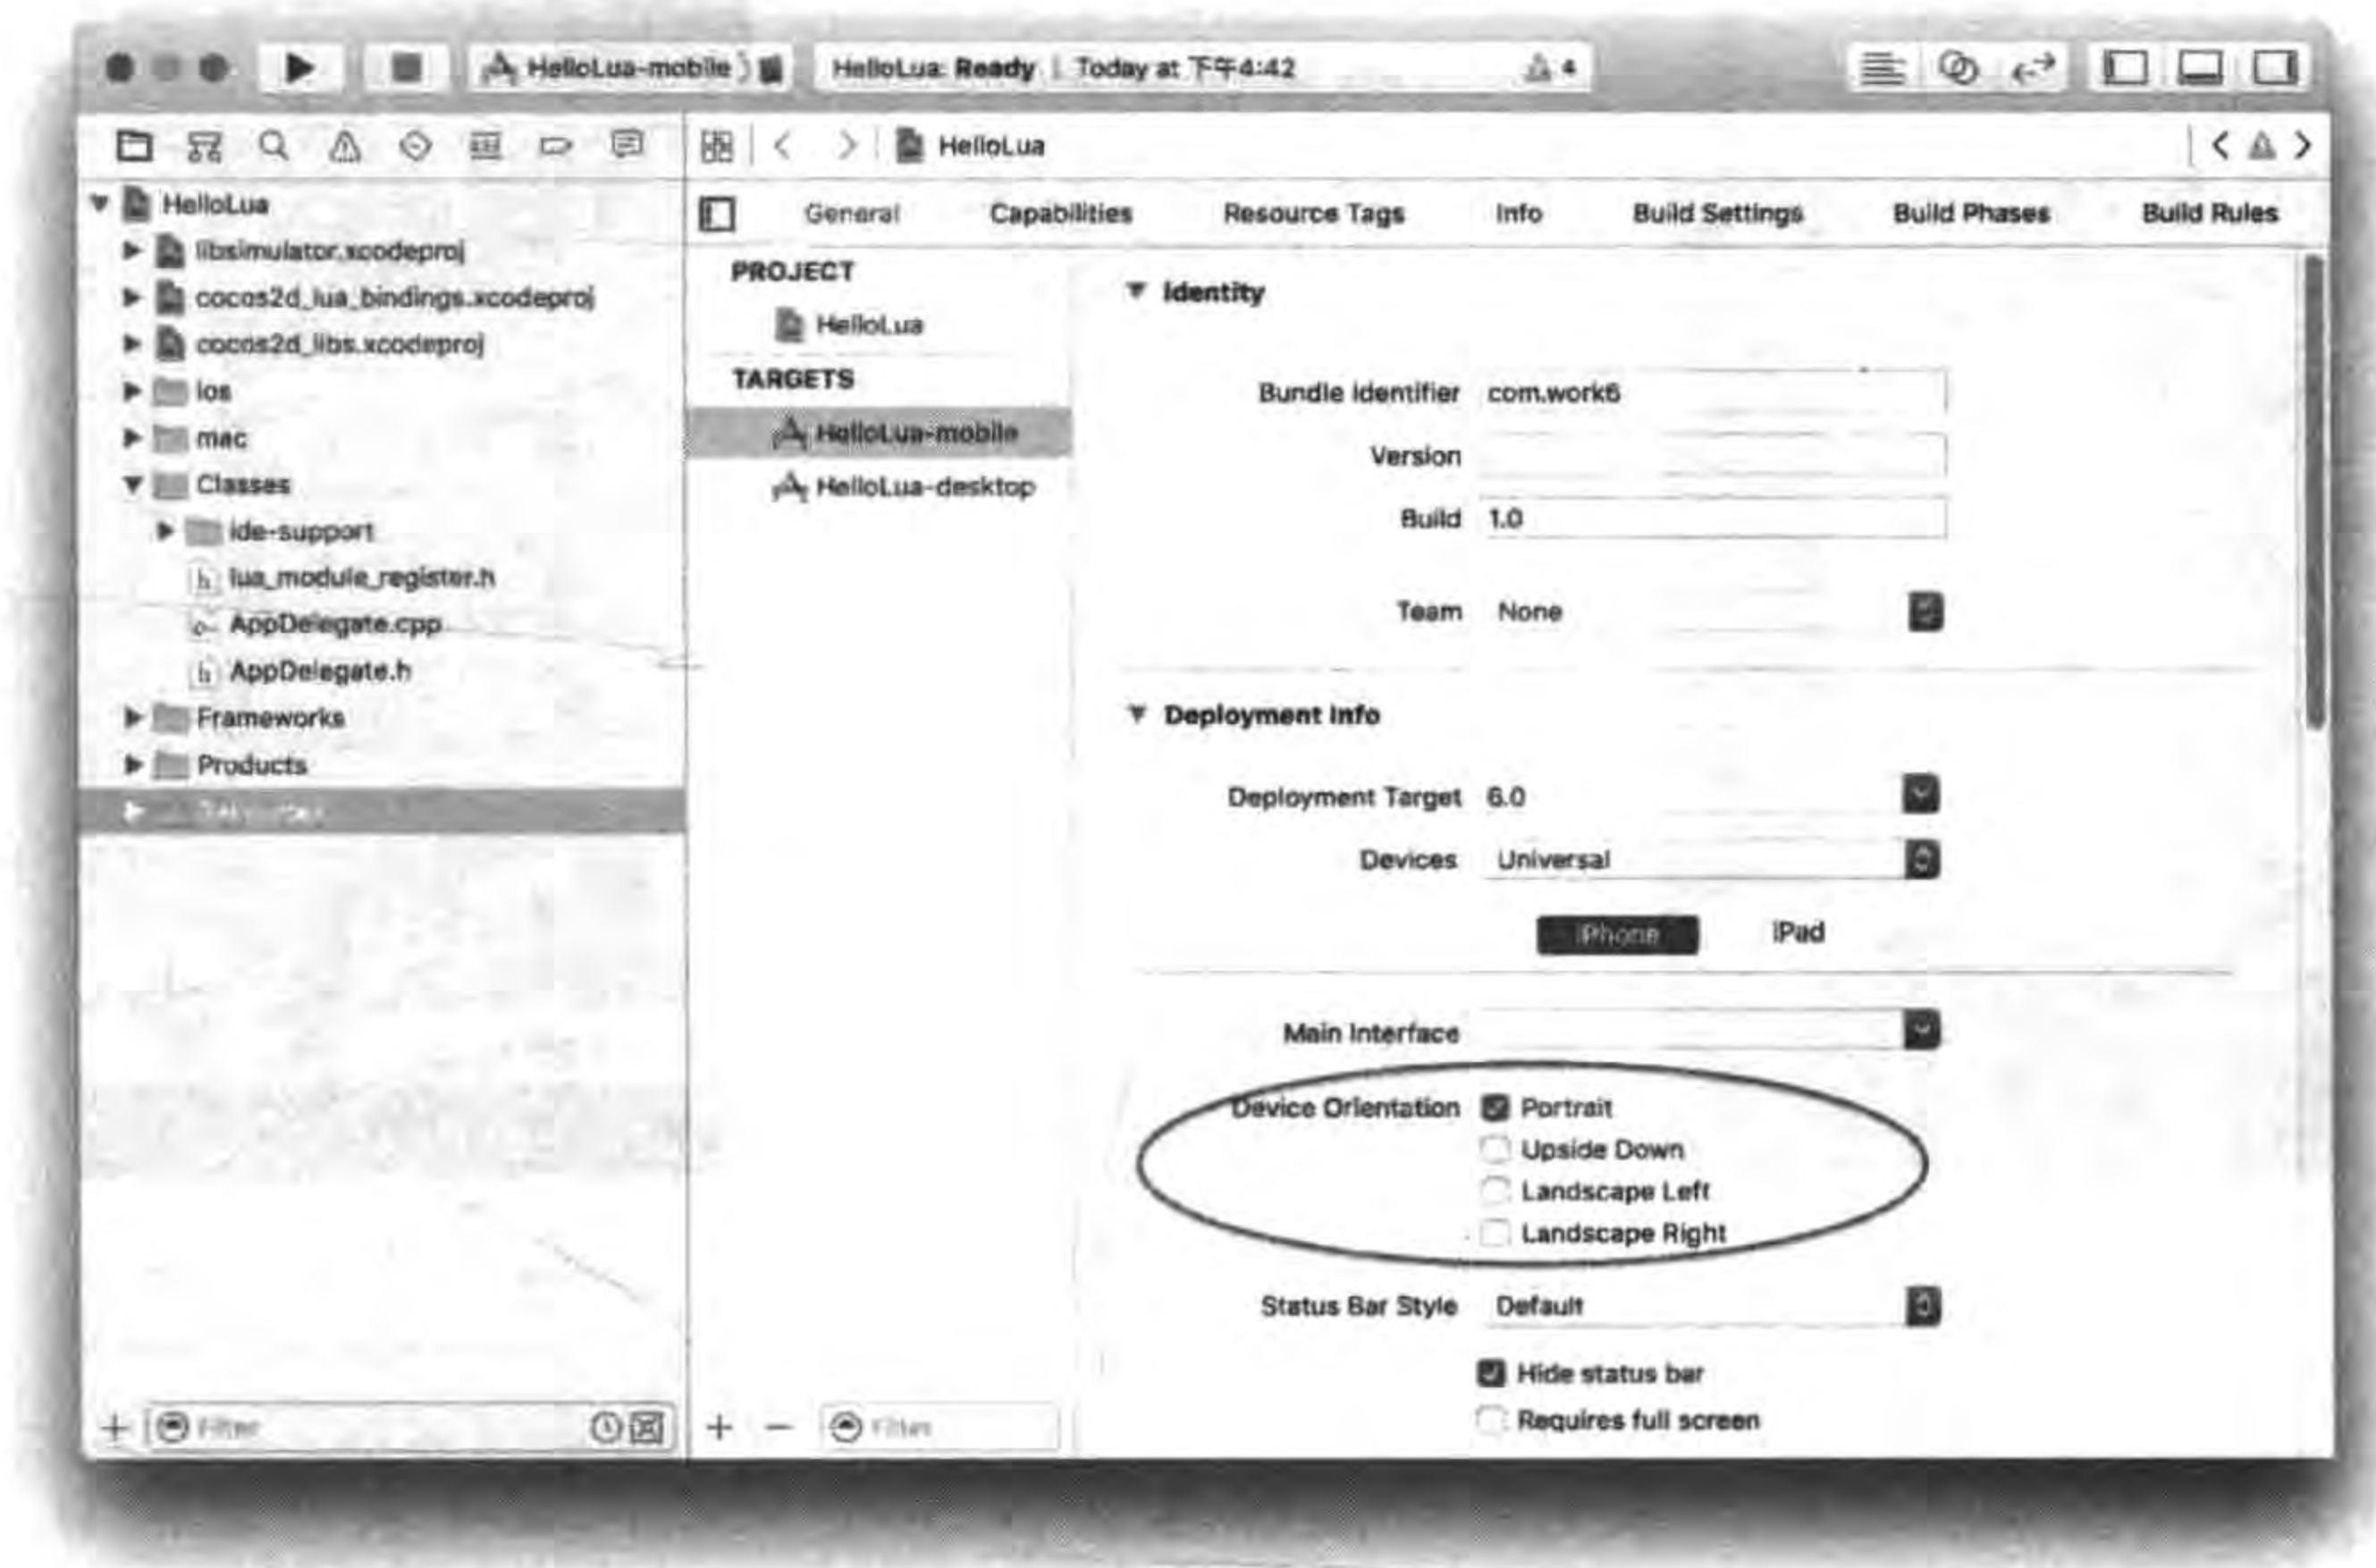 HelloLua-mobile
HelloLua: Ready | Today at 下午4:42
4
HelloLua
General Capabilities Resource Tags Info Build Settings Build Phases Build Rules
HelloLua
libsimulator.xcodeproj
cocos2d_lua_bindings.xcodeproj
cocos2d_libs.xcodeproj
ios
mac
Classes
ide-support
h lua_module_register.h
AppDelegate.cpp
h AppDelegate.h
Frameworks
Products
Filter
PROJECT
HelloLua
TARGETS
HelloLua-mobile
HelloLua-desktop
Filter
Identity
Bundle Identifier com.work6
Version
Build 1.0
Team None
Deployment Info
Deployment Target 6.0
Devices Universal
iPhone iPad
Main Interface
Device Orientation Portrait
Upside Down
Landscape Left
Landscape Right
Status Bar Style Default
Hide status bar
Requires full screen